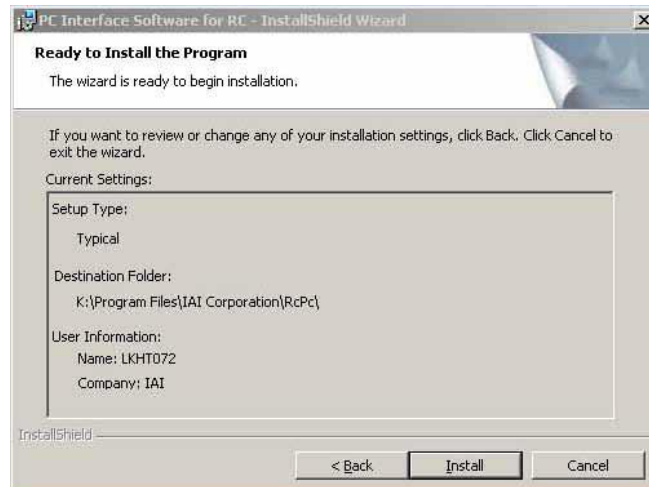 PC Interface Software for RC - InstallShield Wizard
Ready to Install the Program
The wizard is ready to begin installation.
If you want to review or change any of your installation settings, click Back. Click Cancel to
exit the wizard.
Current Settings:
Setup Type:
Typical
Destination Folder:
K:\Program Files\IAI Corporation\RcPc\
User Information:
Name: LKHT072
Company: IAI
InstallShield
< Back
Install
Cancel